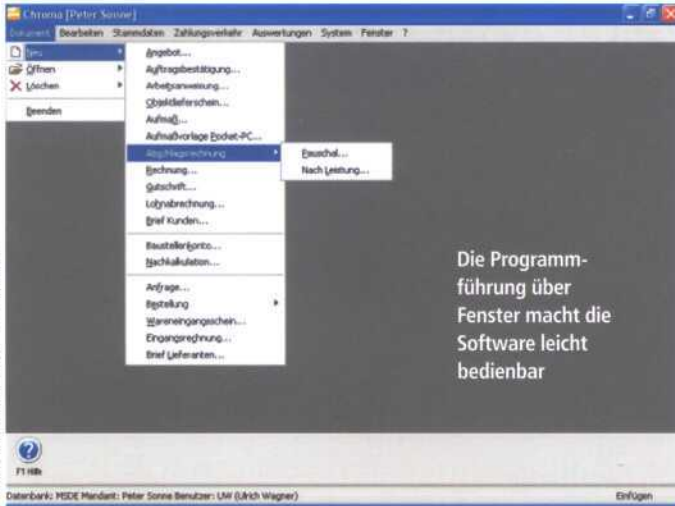 Chroma [Peter Sonne]
Dokument Bearbeiten Stammdaten Zahlungsverkehr Auswertungen System Fenster ?
Neu
Öffnen
Löschen
Beenden
Angebot...
Auftragsbestätigung...
Arbeitsanweisung...
Objektlieferschein...
Aufmaß...
Aufmaßvorlage Pocket-PC...
Abschlagsrechnung
Rechnung...
Gutschrift...
Lohnabrechnung...
Brief Kunden...
Baustellenkonto...
Nachkalkulation...
Anfrage...
Bestellung
Wareneingangsschein...
Eingangsrechnung...
Brief Lieferanten...
Pauschal...
Nach Leistung...
Die Programm-
führung über
Fenster macht die
Software leicht
bedienbar
F1 Hilfe
Datenbank: MSDE Mandant: Peter Sonne Benutzer: UW (Ulrich Wagner)
Einfügen